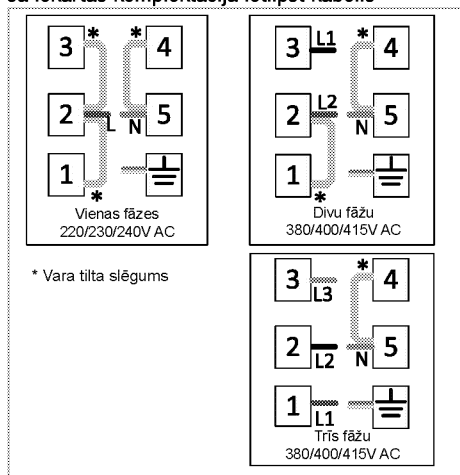 Ja iekārtas komplektācijā ietilpst kabelis
3 * * 4
2 L N 5
1 *
Vienas fāzes
220/230/240V AC
3 L1 * 4
2 L2 N 5
1 *
Divu fāžu
380/400/415V AC
* Vara tilta slēgums
3 L3 * 4
2 L2 N 5
1 L1
Trīs fāžu
380/400/415V AC